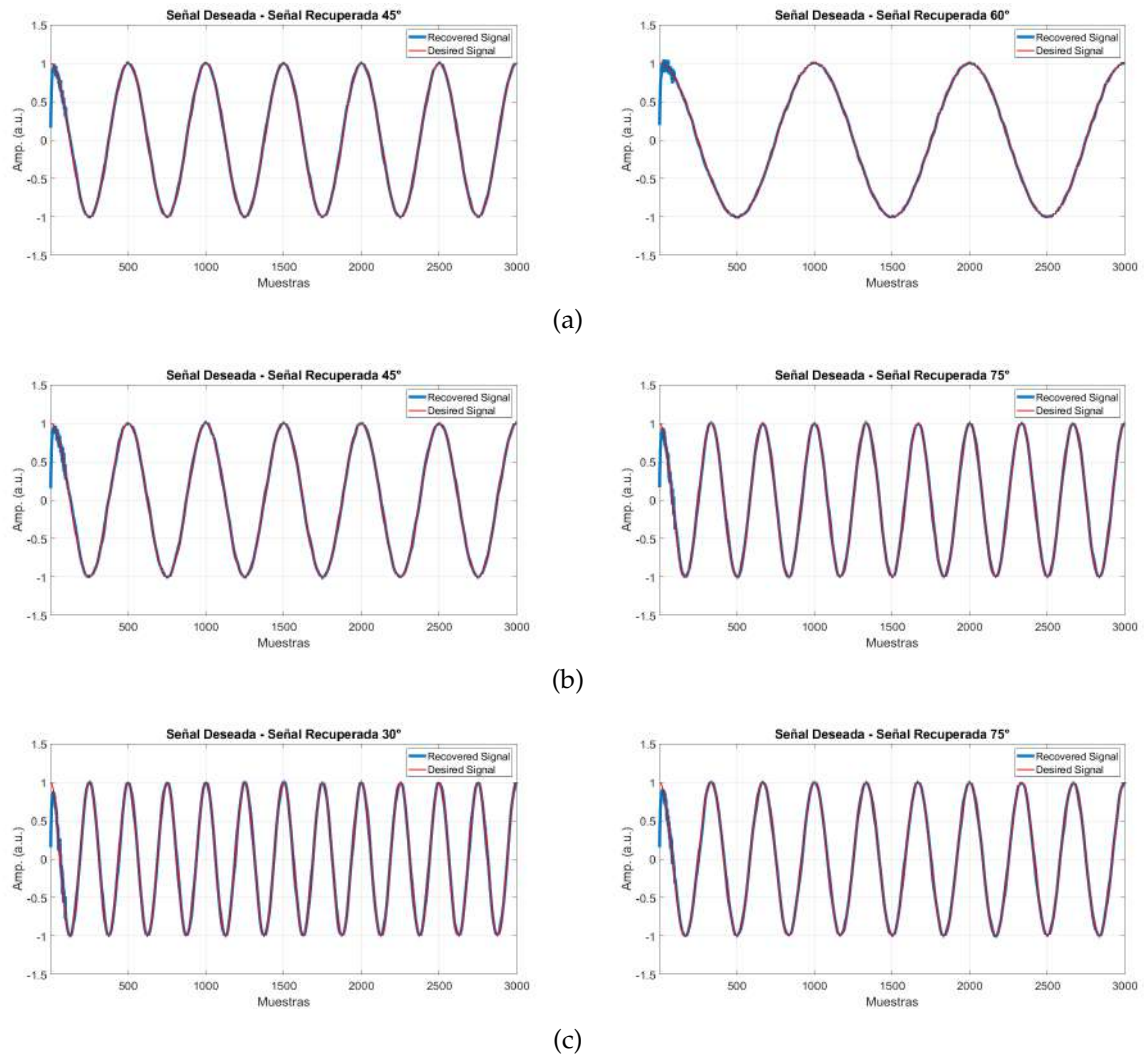 Señal Deseada - Señal Recuperada 45°
Recovered Signal
Desired Signal
1.5
1
0.5
0
-0.5
-1
-1.5
Amp. (a.u.)
500 1000 1500 2000 2500 3000
Muestras
Señal Deseada - Señal Recuperada 60°
Recovered Signal
Desired Signal
1.5
1
0.5
0
-0.5
-1
-1.5
Amp. (a.u.)
500 1000 1500 2000 2500 3000
Muestras
(a)
Señal Deseada - Señal Recuperada 45°
Recovered Signal
Desired Signal
1.5
1
0.5
0
-0.5
-1
-1.5
Amp. (a.u.)
500 1000 1500 2000 2500 3000
Muestras
Señal Deseada - Señal Recuperada 75°
Recovered Signal
Desired Signal
1.5
1
0.5
0
-0.5
-1
-1.5
Amp. (a.u.)
500 1000 1500 2000 2500 3000
Muestras
(b)
Señal Deseada - Señal Recuperada 30°
Recovered Signal
Desired Signal
1.5
1
0.5
0
-0.5
-1
-1.5
Amp. (a.u.)
500 1000 1500 2000 2500 3000
Muestras
Señal Deseada - Señal Recuperada 75°
Recovered Signal
Desired Signal
1.5
1
0.5
0
-0.5
-1
-1.5
Amp. (a.u.)
500 1000 1500 2000 2500 3000
Muestras
(c)